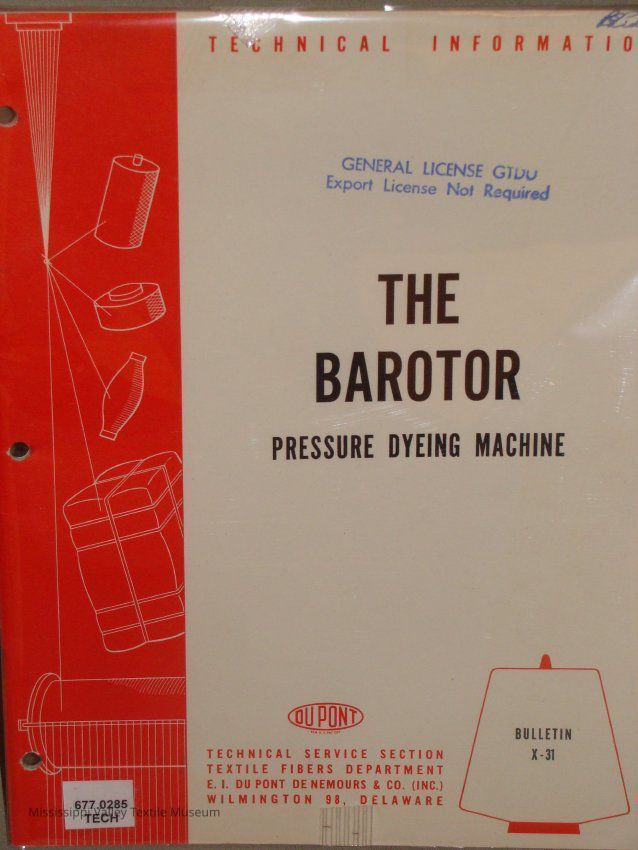 TECHNICAL INFORMATIO
GENERAL LICENSE GTDU
Export License Not Required
THE
BAROTOR
PRESSURE DYEING MACHINE
DU PONT
BULLETIN
X-31
TECHNICAL SERVICE SECTION
TEXTILE FIBERS DEPARTMENT
E. I. DU PONT DE NEMOURS & CO. (INC.)
WILMINGTON 98, DELAWARE
677.0285
TECH
Mississippi Valley Textile Museum